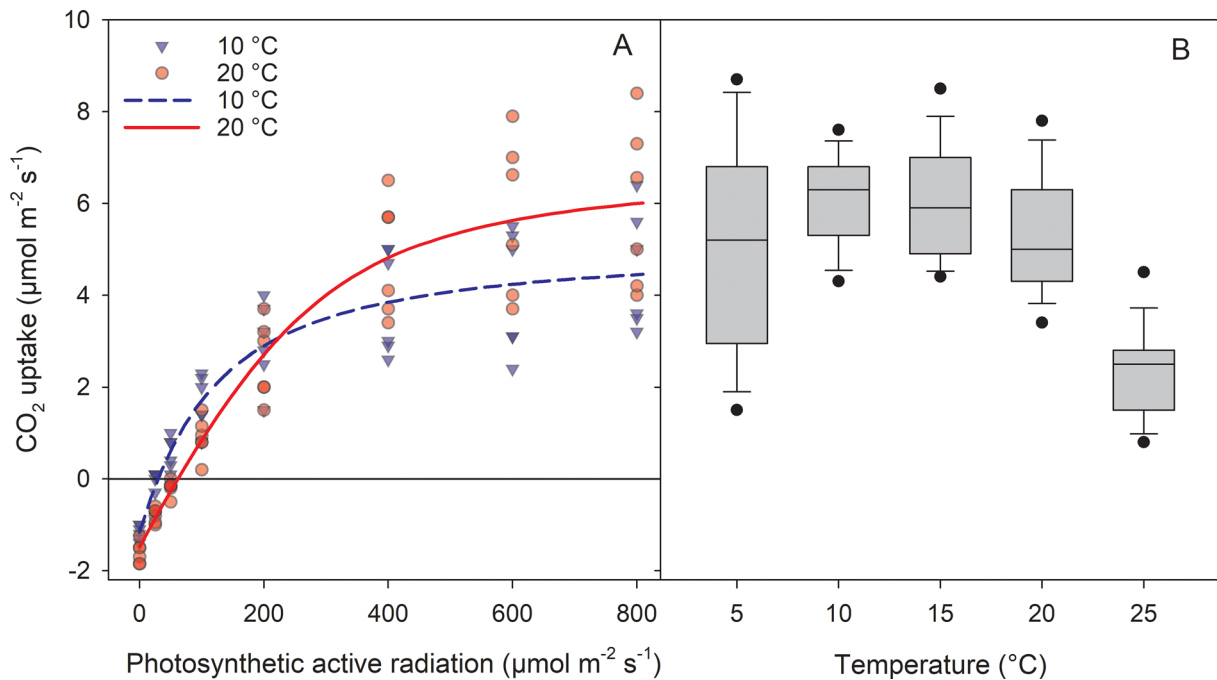 10
8
6
4
2
0
-2
CO₂ uptake (µmol m⁻² s⁻¹)
10 °C
20 °C
10 °C
20 °C
A
B
0 200 400 600 800
5 10 15 20 25
Photosynthetic active radiation (µmol m⁻² s⁻¹)
Temperature (°C)